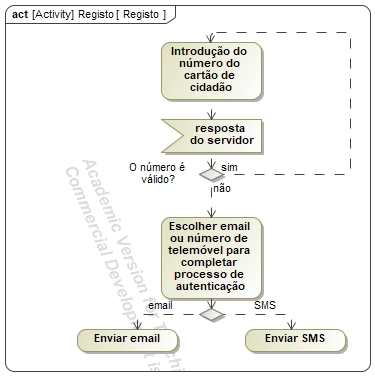 act [Activity] Registo [ Registo ]
Introdução do
número do
cartão de
cidadão
resposta
do servidor
O número é
válido?
sim
não
Escolher email
ou número de
telemóvel para
completar
processo de
autenticação
email
SMS
Enviar email
Enviar SMS
Academic Version for
Commercial Development is